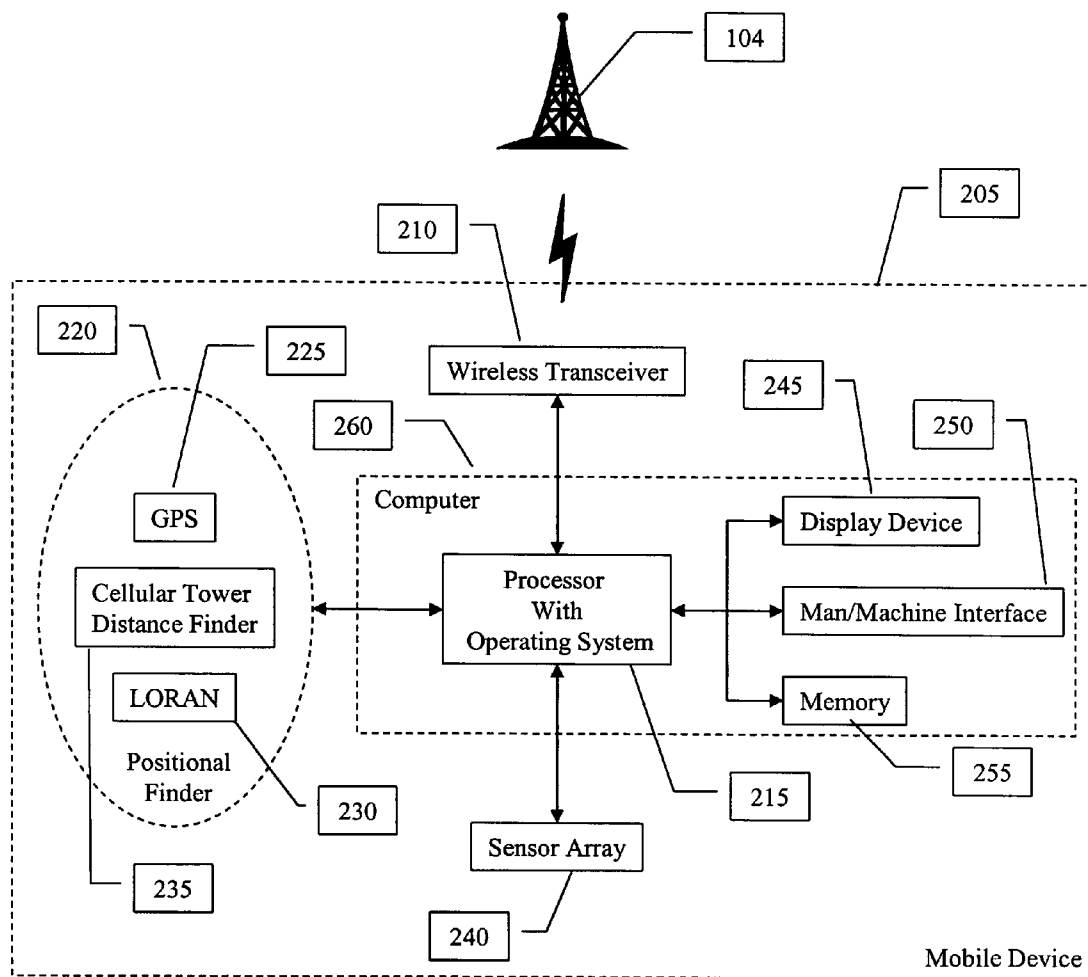 104
205
210
220
225
Wireless Transceiver
245
260
250
Computer
GPS
Display Device
Cellular Tower
Distance Finder
Processor
With
Operating System
Man/Machine Interface
LORAN
Memory
Positional
Finder
230
215
255
Sensor Array
235
240
Mobile Device